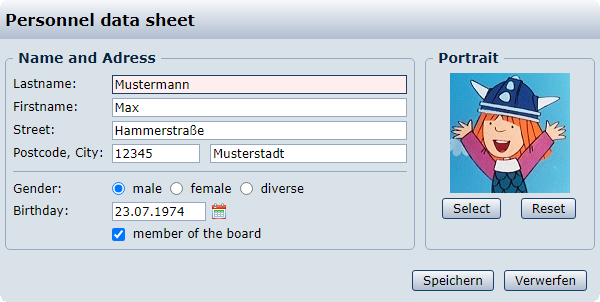 Personnel data sheet
Name and Adress
Lastname: Mustermann
Firstname: Max
Street: Hammerstraße
Postcode, City: 12345 Musterstadt
Gender: male female diverse
Birthday: 23.07.1974
member of the board
Portrait
Select Reset
Speichern Verwerfen